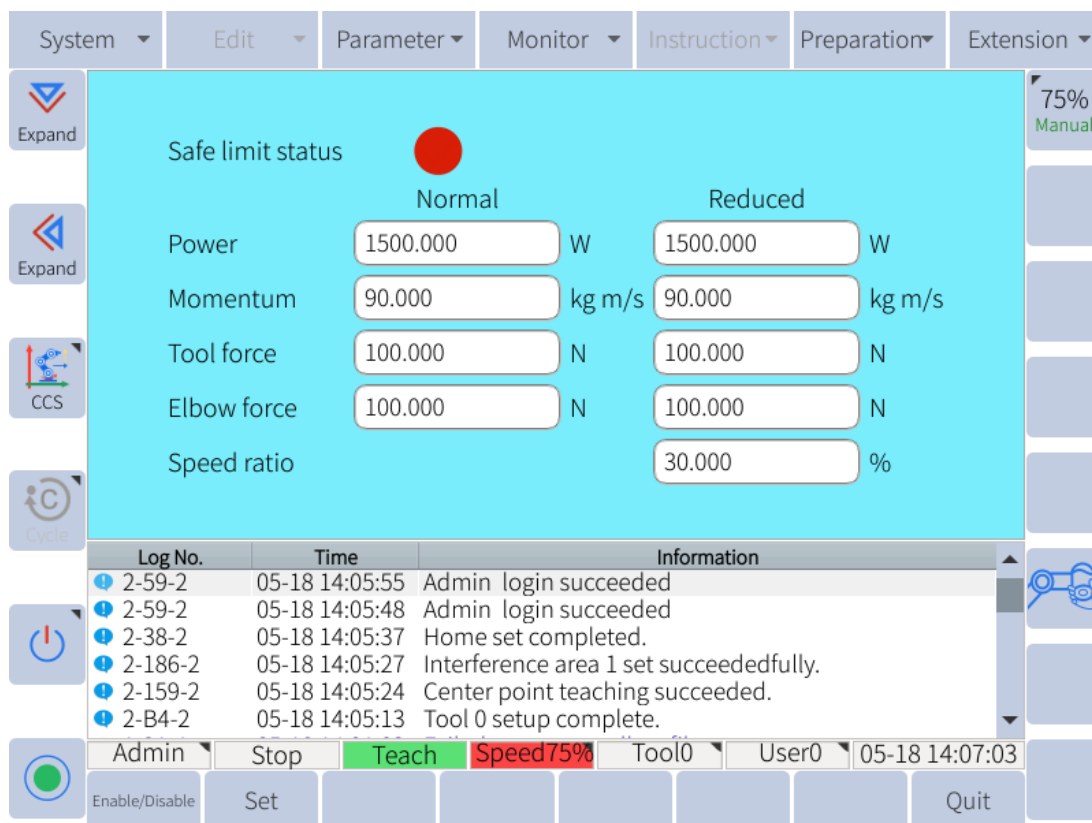 System Edit Parameter Monitor Instruction Preparation Extension
Expand
75%
Manual
Safe limit status
Normal Reduced
Expand
Power 1500.000 W 1500.000 W
Momentum 90.000 kg m/s 90.000 kg m/s
Tool force 100.000 N 100.000 N
CCS
Elbow force 100.000 N 100.000 N
Speed ratio 30.000 %
Cycle
Log No. Time Information
2-59-2 05-18 14:05:55 Admin login succeeded
2-59-2 05-18 14:05:48 Admin login succeeded
2-38-2 05-18 14:05:37 Home set completed.
2-186-2 05-18 14:05:27 Interference area 1 set succeededfully.
2-159-2 05-18 14:05:24 Center point teaching succeeded.
2-B4-2 05-18 14:05:13 Tool 0 setup complete.
Admin Stop Teach Speed75% Tool0 User0 05-18 14:07:03
Enable/Disable Set Quit